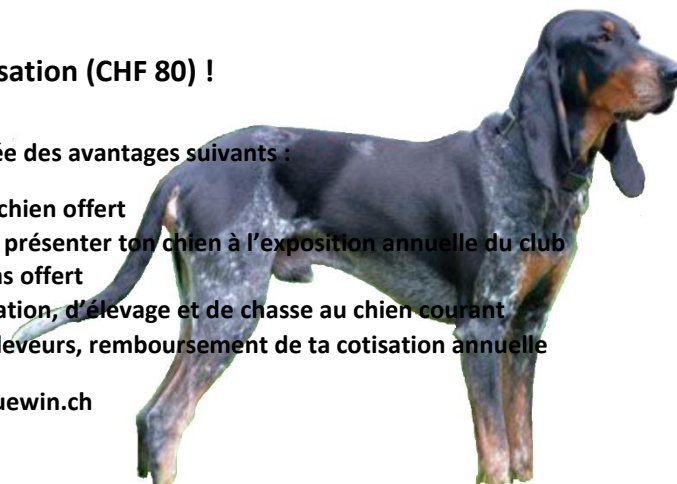 sation (CHF 80) !
ée des avantages suivants :
chien offert
présenter ton chien à l’exposition annuelle du club
s offert
ation, d’élevage et de chasse au chien courant
leveurs, remboursement de ta cotisation annuelle
uewin.ch